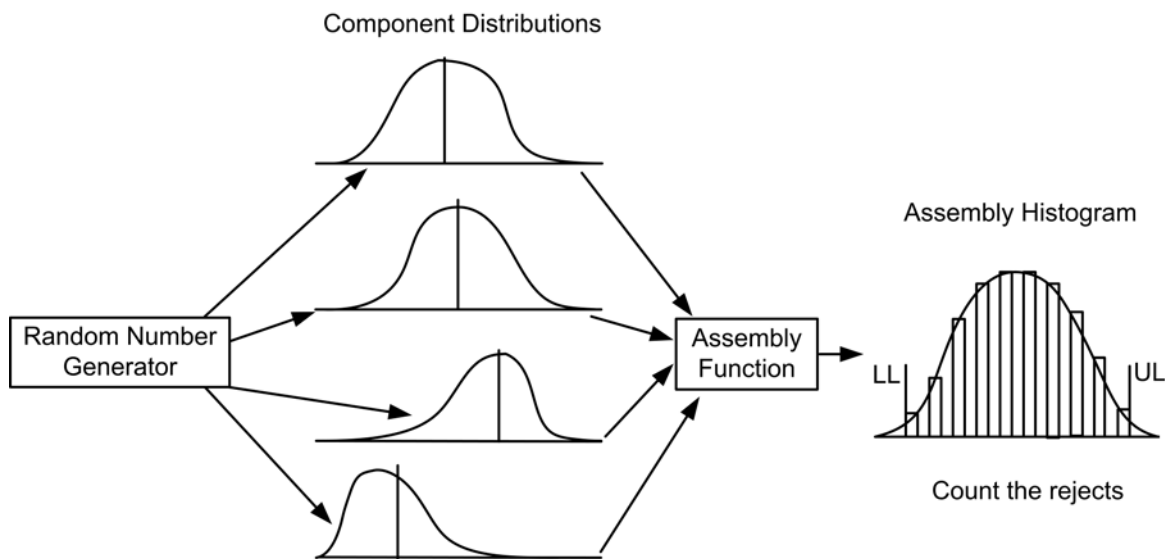 Component Distributions
Assembly Histogram
Random Number
Generator
Assembly
Function
LL
UL
Count the rejects